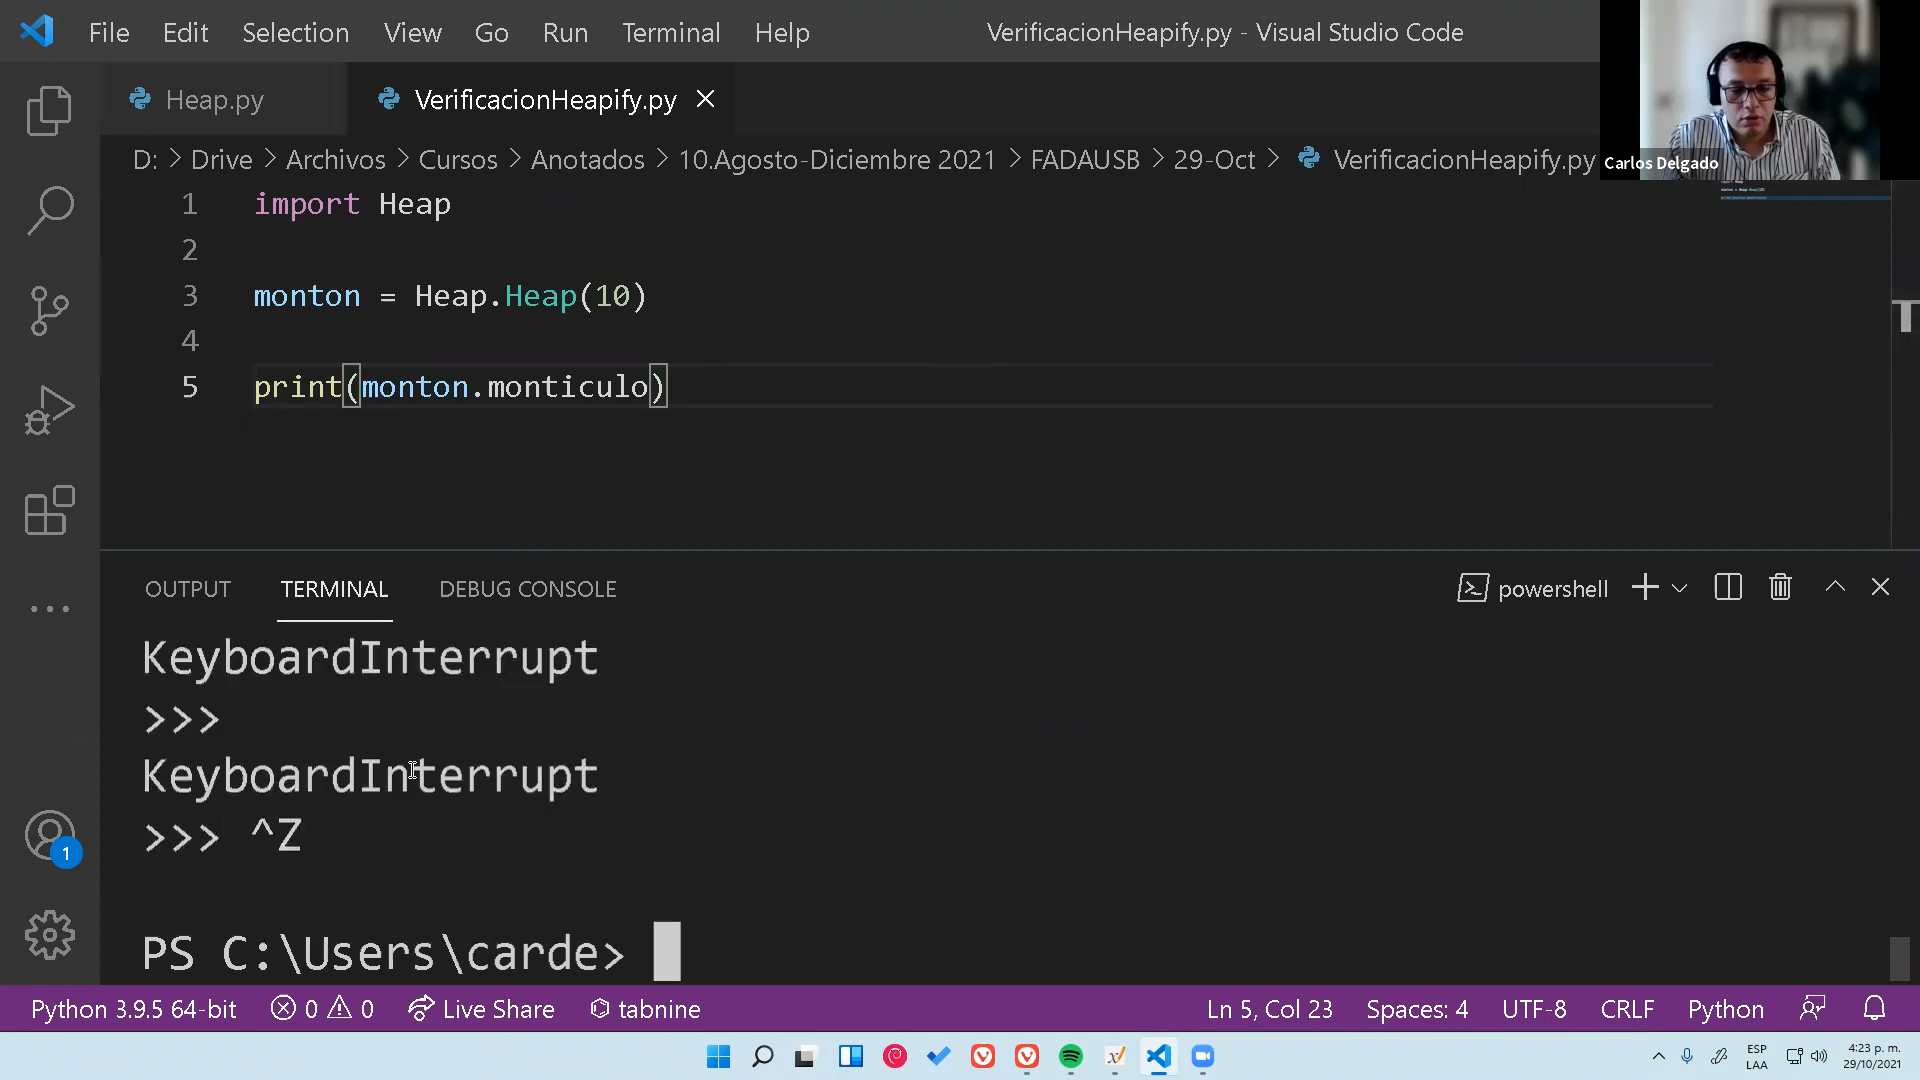 File Edit Selection View Go Run Terminal Help
VerificacionHeapify.py - Visual Studio Code
Heap.py
VerificacionHeapify.py
D: > Drive > Archivos > Cursos > Anotados > 10.Agosto-Diciembre 2021 > FADAUSB > 29-Oct > VerificacionHeapify.py
Carlos Delgado
1 import Heap
2
3 monton = Heap.Heap(10)
4
5 print(monton.monticulo)
OUTPUT TERMINAL DEBUG CONSOLE
powershell
KeyboardInterrupt
>>>
KeyboardInterrupt
>>> ^Z
PS C:\Users\carde>
1
Python 3.9.5 64-bit 0 0 Live Share tabnine Ln 5, Col 23 Spaces: 4 UTF-8 CRLF Python
ESP
LAA
4:23 p. m.
29/10/2021